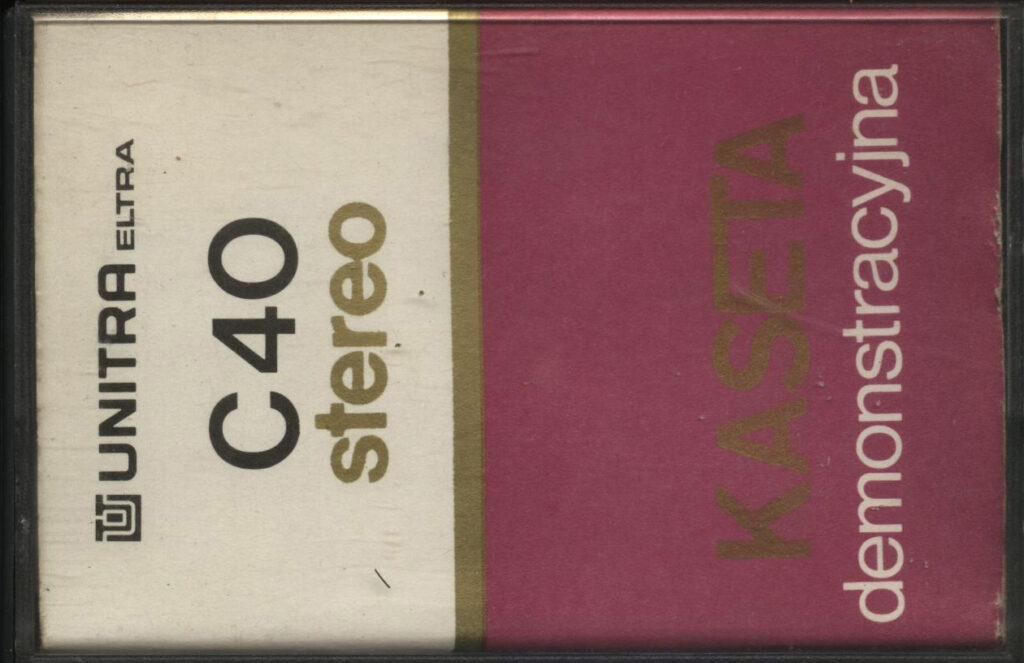 UNITRA ELTRA
C40
stereo
KASETA
demonstracyjna